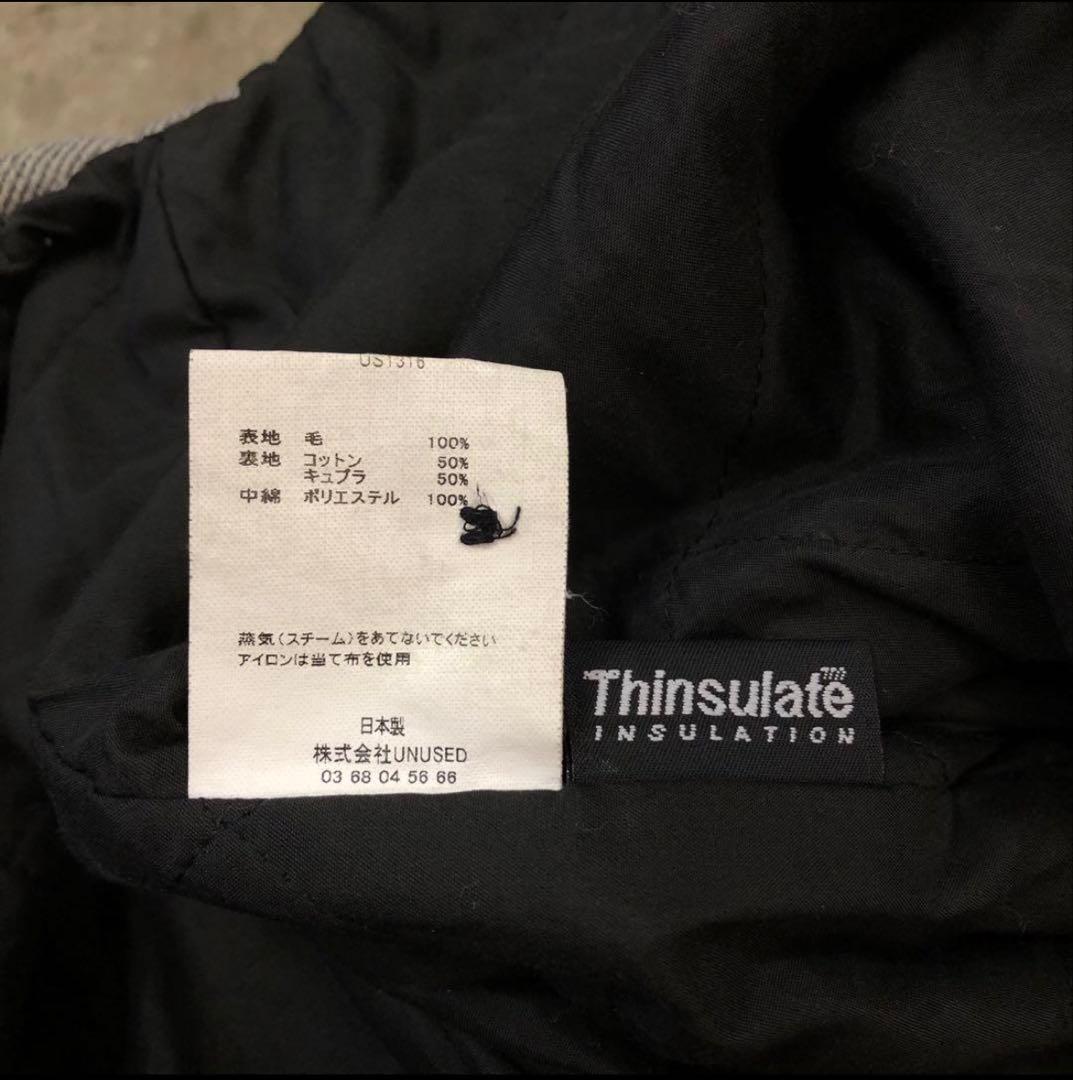 US1316
表地 毛 100%
裏地 コットン 50%
キュプラ 50%
中綿 ポリエステル 100%
蒸気(スチーム)をあてないでください
アイロンは当て布を使用
日本製
株式会社UNUSED
03 68 04 56 66
Thinsulate™
INSULATION